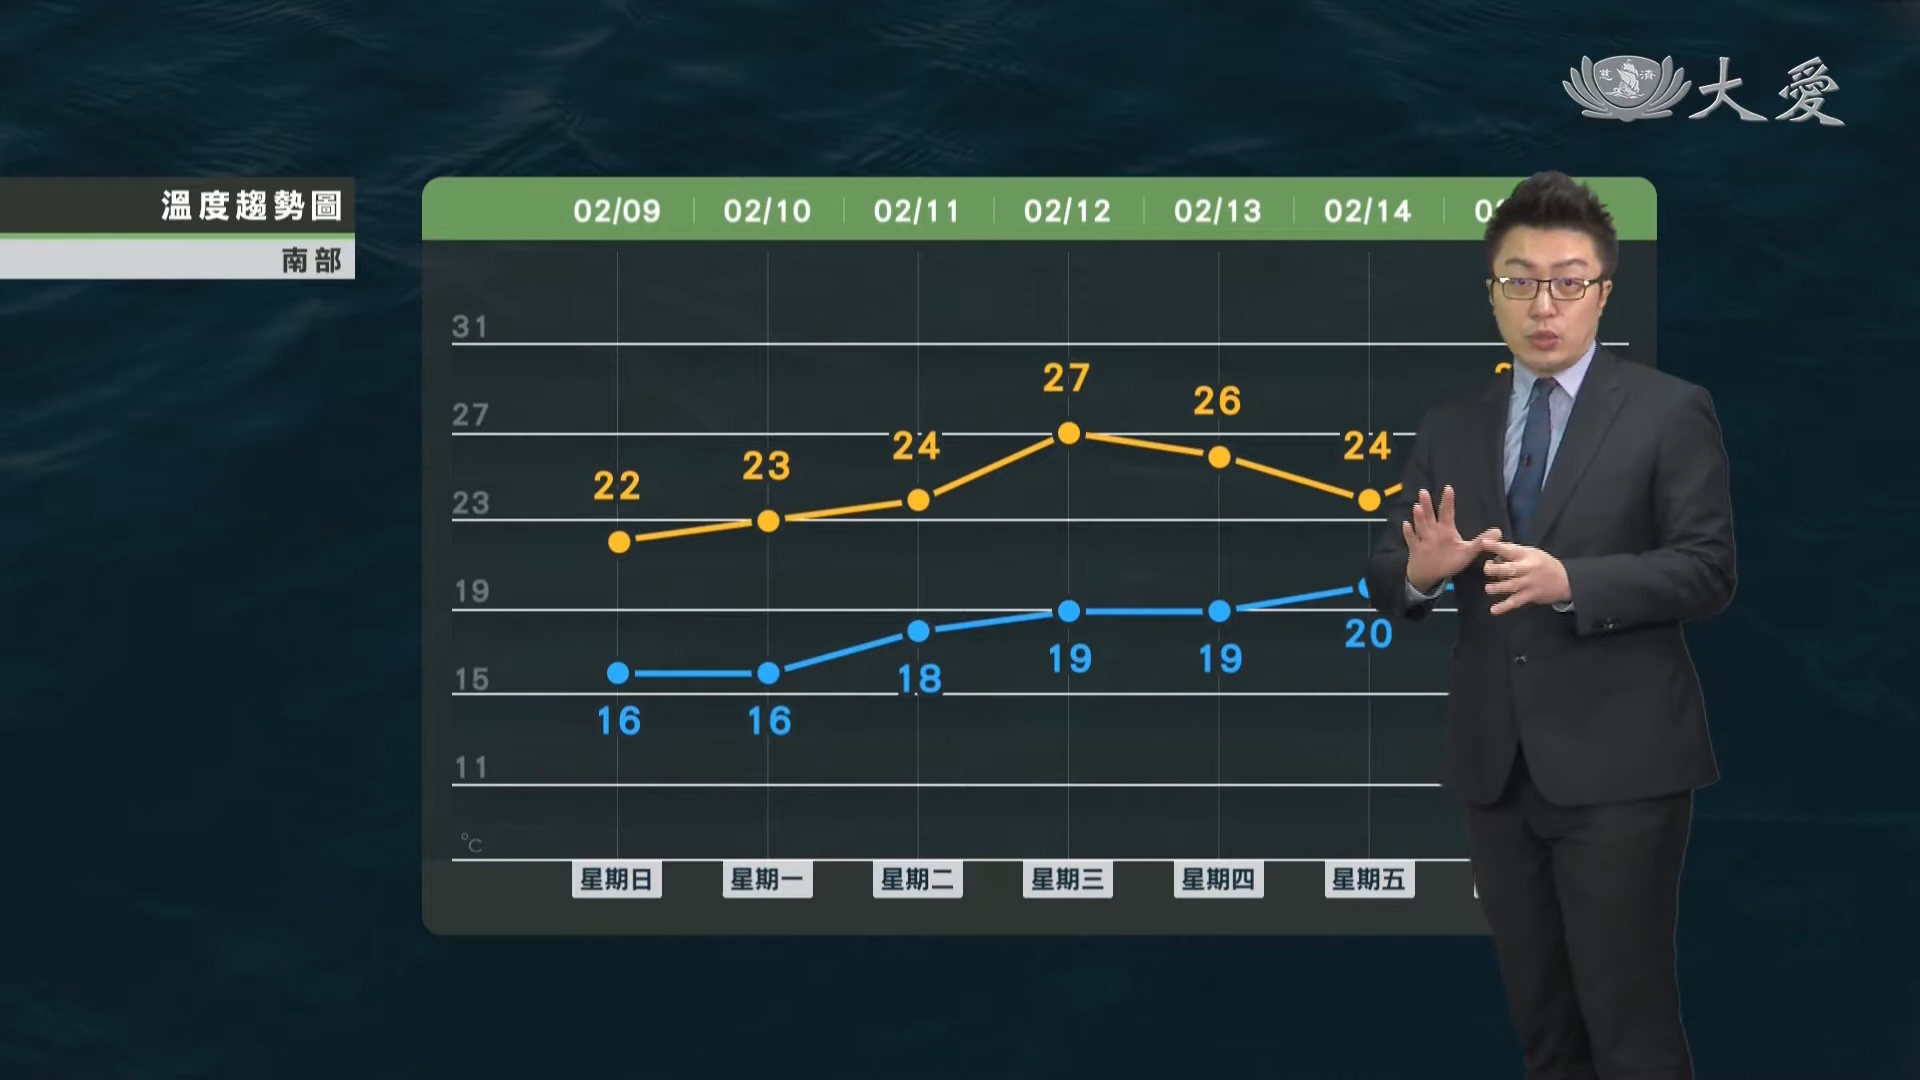 慈濟
大愛
溫度趨勢圖
南部
02/09 02/10 02/11 02/12 02/13 02/14
31
27
23
19
15
11
°C
22 23 24 27 26 24
16 16 18 19 19 20
星期日 星期一 星期二 星期三 星期四 星期五